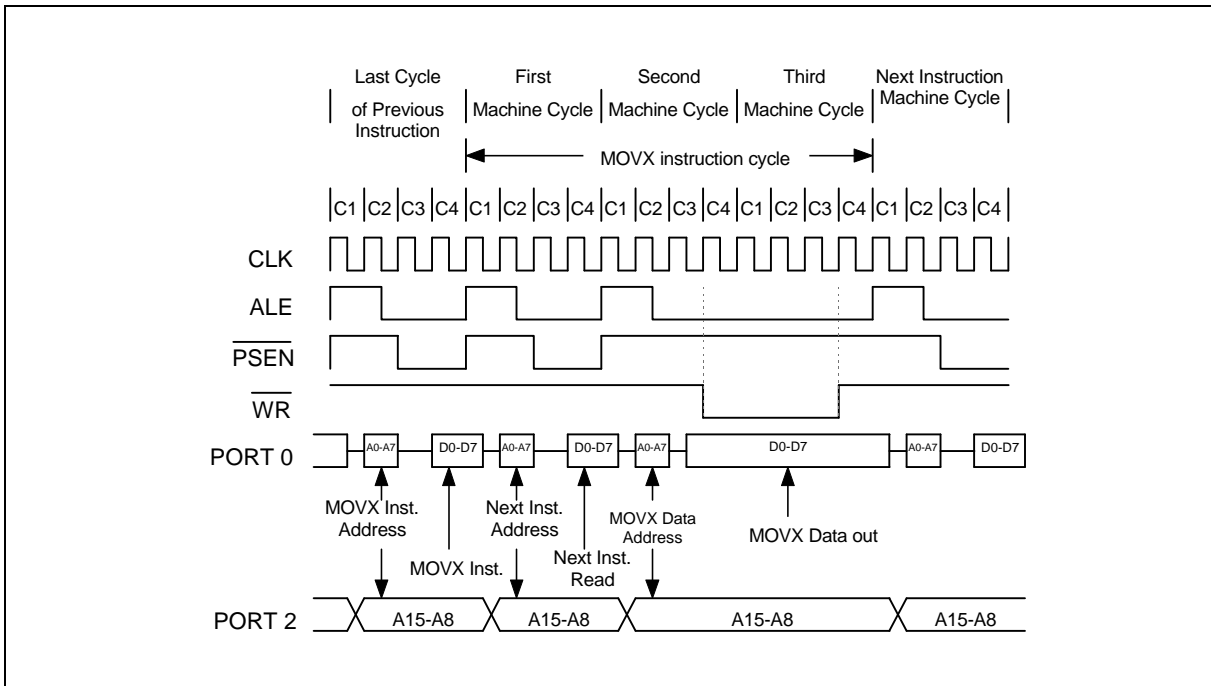 Last Cycle
of Previous
Instruction
First
Machine Cycle
Second
Machine Cycle
Third
Machine Cycle
Next Instruction
Machine Cycle
MOVX instruction cycle
C1 C2 C3 C4 C1 C2 C3 C4 C1 C2 C3 C4 C1 C2 C3 C4 C1 C2 C3 C4
CLK
ALE
PSEN
WR
PORT 0
A0-A7 D0-D7 A0-A7 D0-D7 A0-A7 D0-D7 A0-A7 D0-D7
MOVX Inst.
Address
MOVX Inst.
Next Inst.
Address
Next Inst.
Read
MOVX Data
Address
MOVX Data out
PORT 2
A15-A8 A15-A8 A15-A8 A15-A8